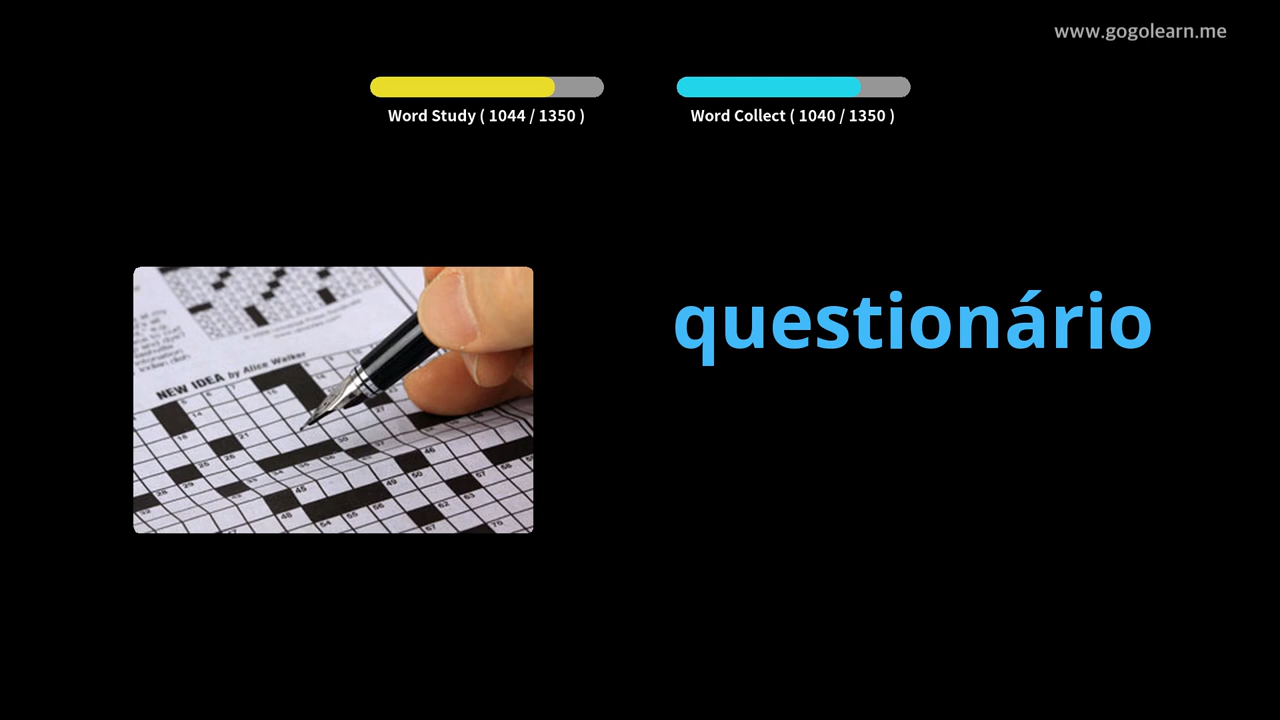 www.gogolearn.me
Word Study ( 1044 / 1350 )
Word Collect ( 1040 / 1350 )
questionário
NEW IDEA by Alice Walker